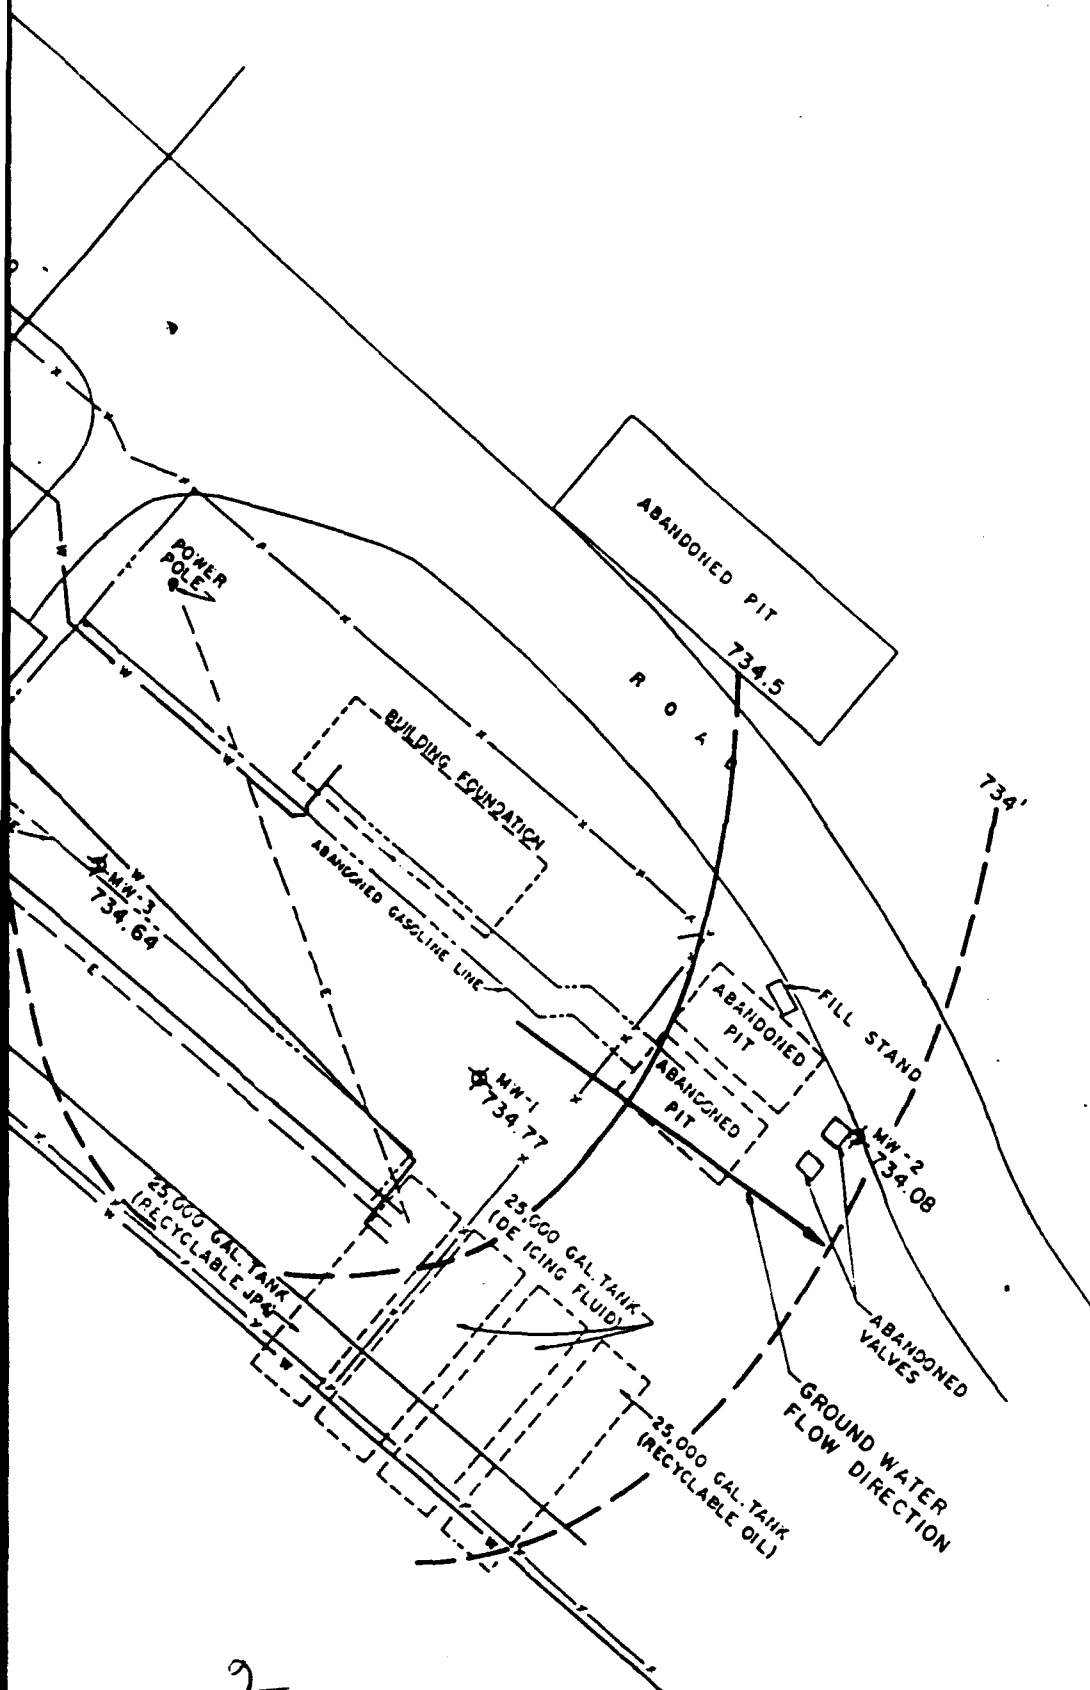 ABANDONED PIT
734.5
ROAD
734'
POWER
POLE
BUILDING FOUNDATION
ABANDONED GASOLINE LINE
MW-3
734.64
MW-1
734.77
ABANDONED
PIT
ABANDONED
PIT
FILL STAND
MW-2
734.08
25,000 GAL. TANK
(RECYCLABLE JP4)
25,000 GAL. TANK
(DE ICING FLUID)
25,000 GAL. TANK
(RECYCLABLE OIL)
ABANDONED
VALVES
GROUND WATER
FLOW DIRECTION
W
W
W
W
W
W
W
E
E